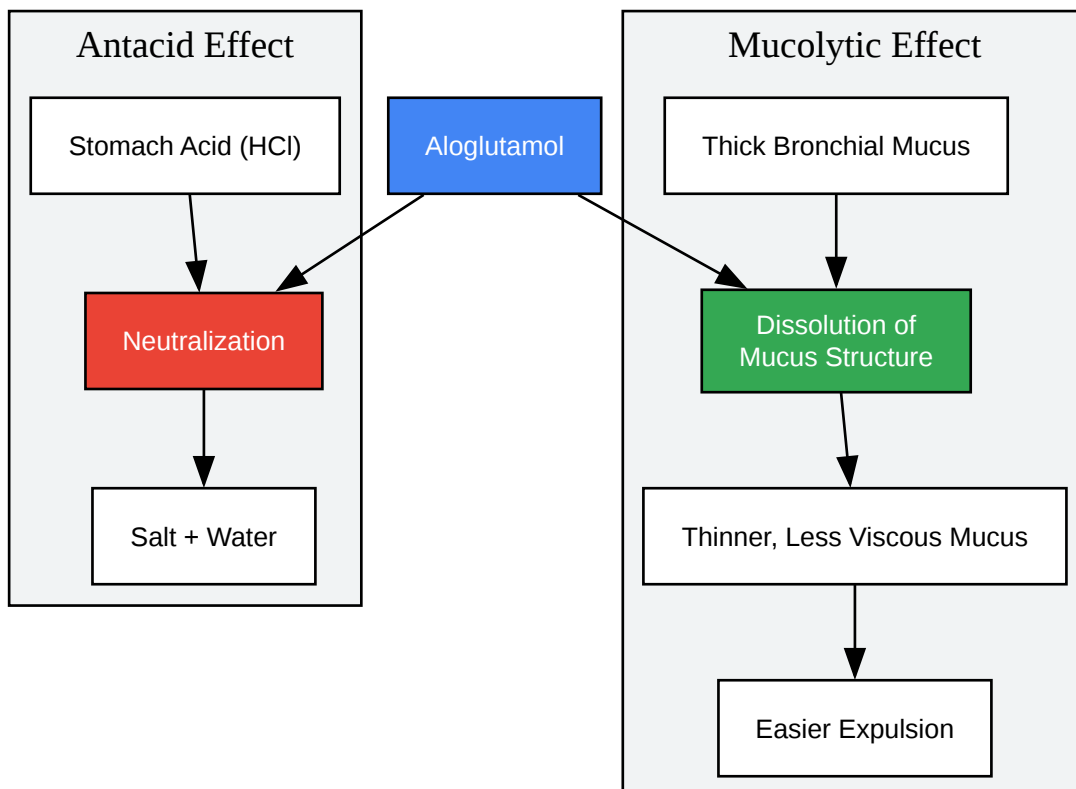 Antacid Effect
Mucolytic Effect
Stomach Acid (HCl)
Aloglutamol
Thick Bronchial Mucus
Neutralization
Dissolution of
Mucus Structure
Salt + Water
Thinner, Less Viscous Mucus
Easier Expulsion